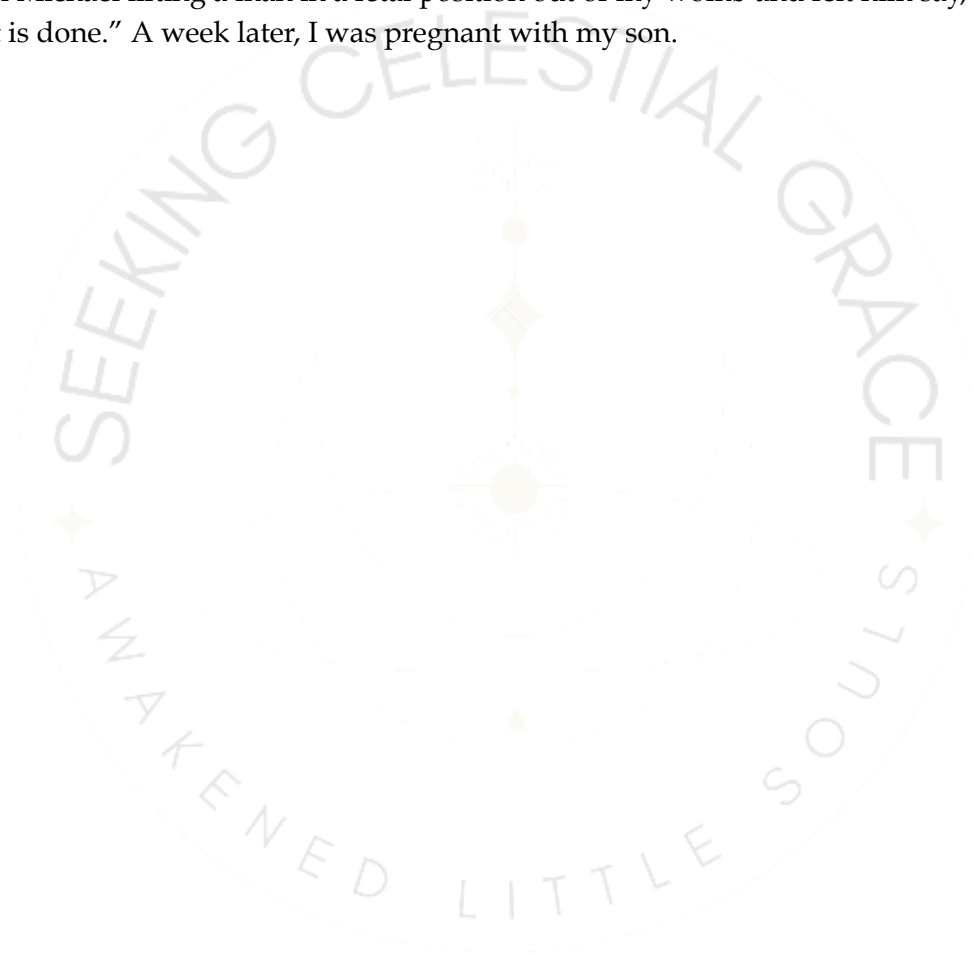 Michael lifting a man in a fetal position out of my womb and felt him say,
is done.” A week later, I was pregnant with my son.
SEEKING CELESTIAL GRACE
AWAKENED LITTLE SOULS